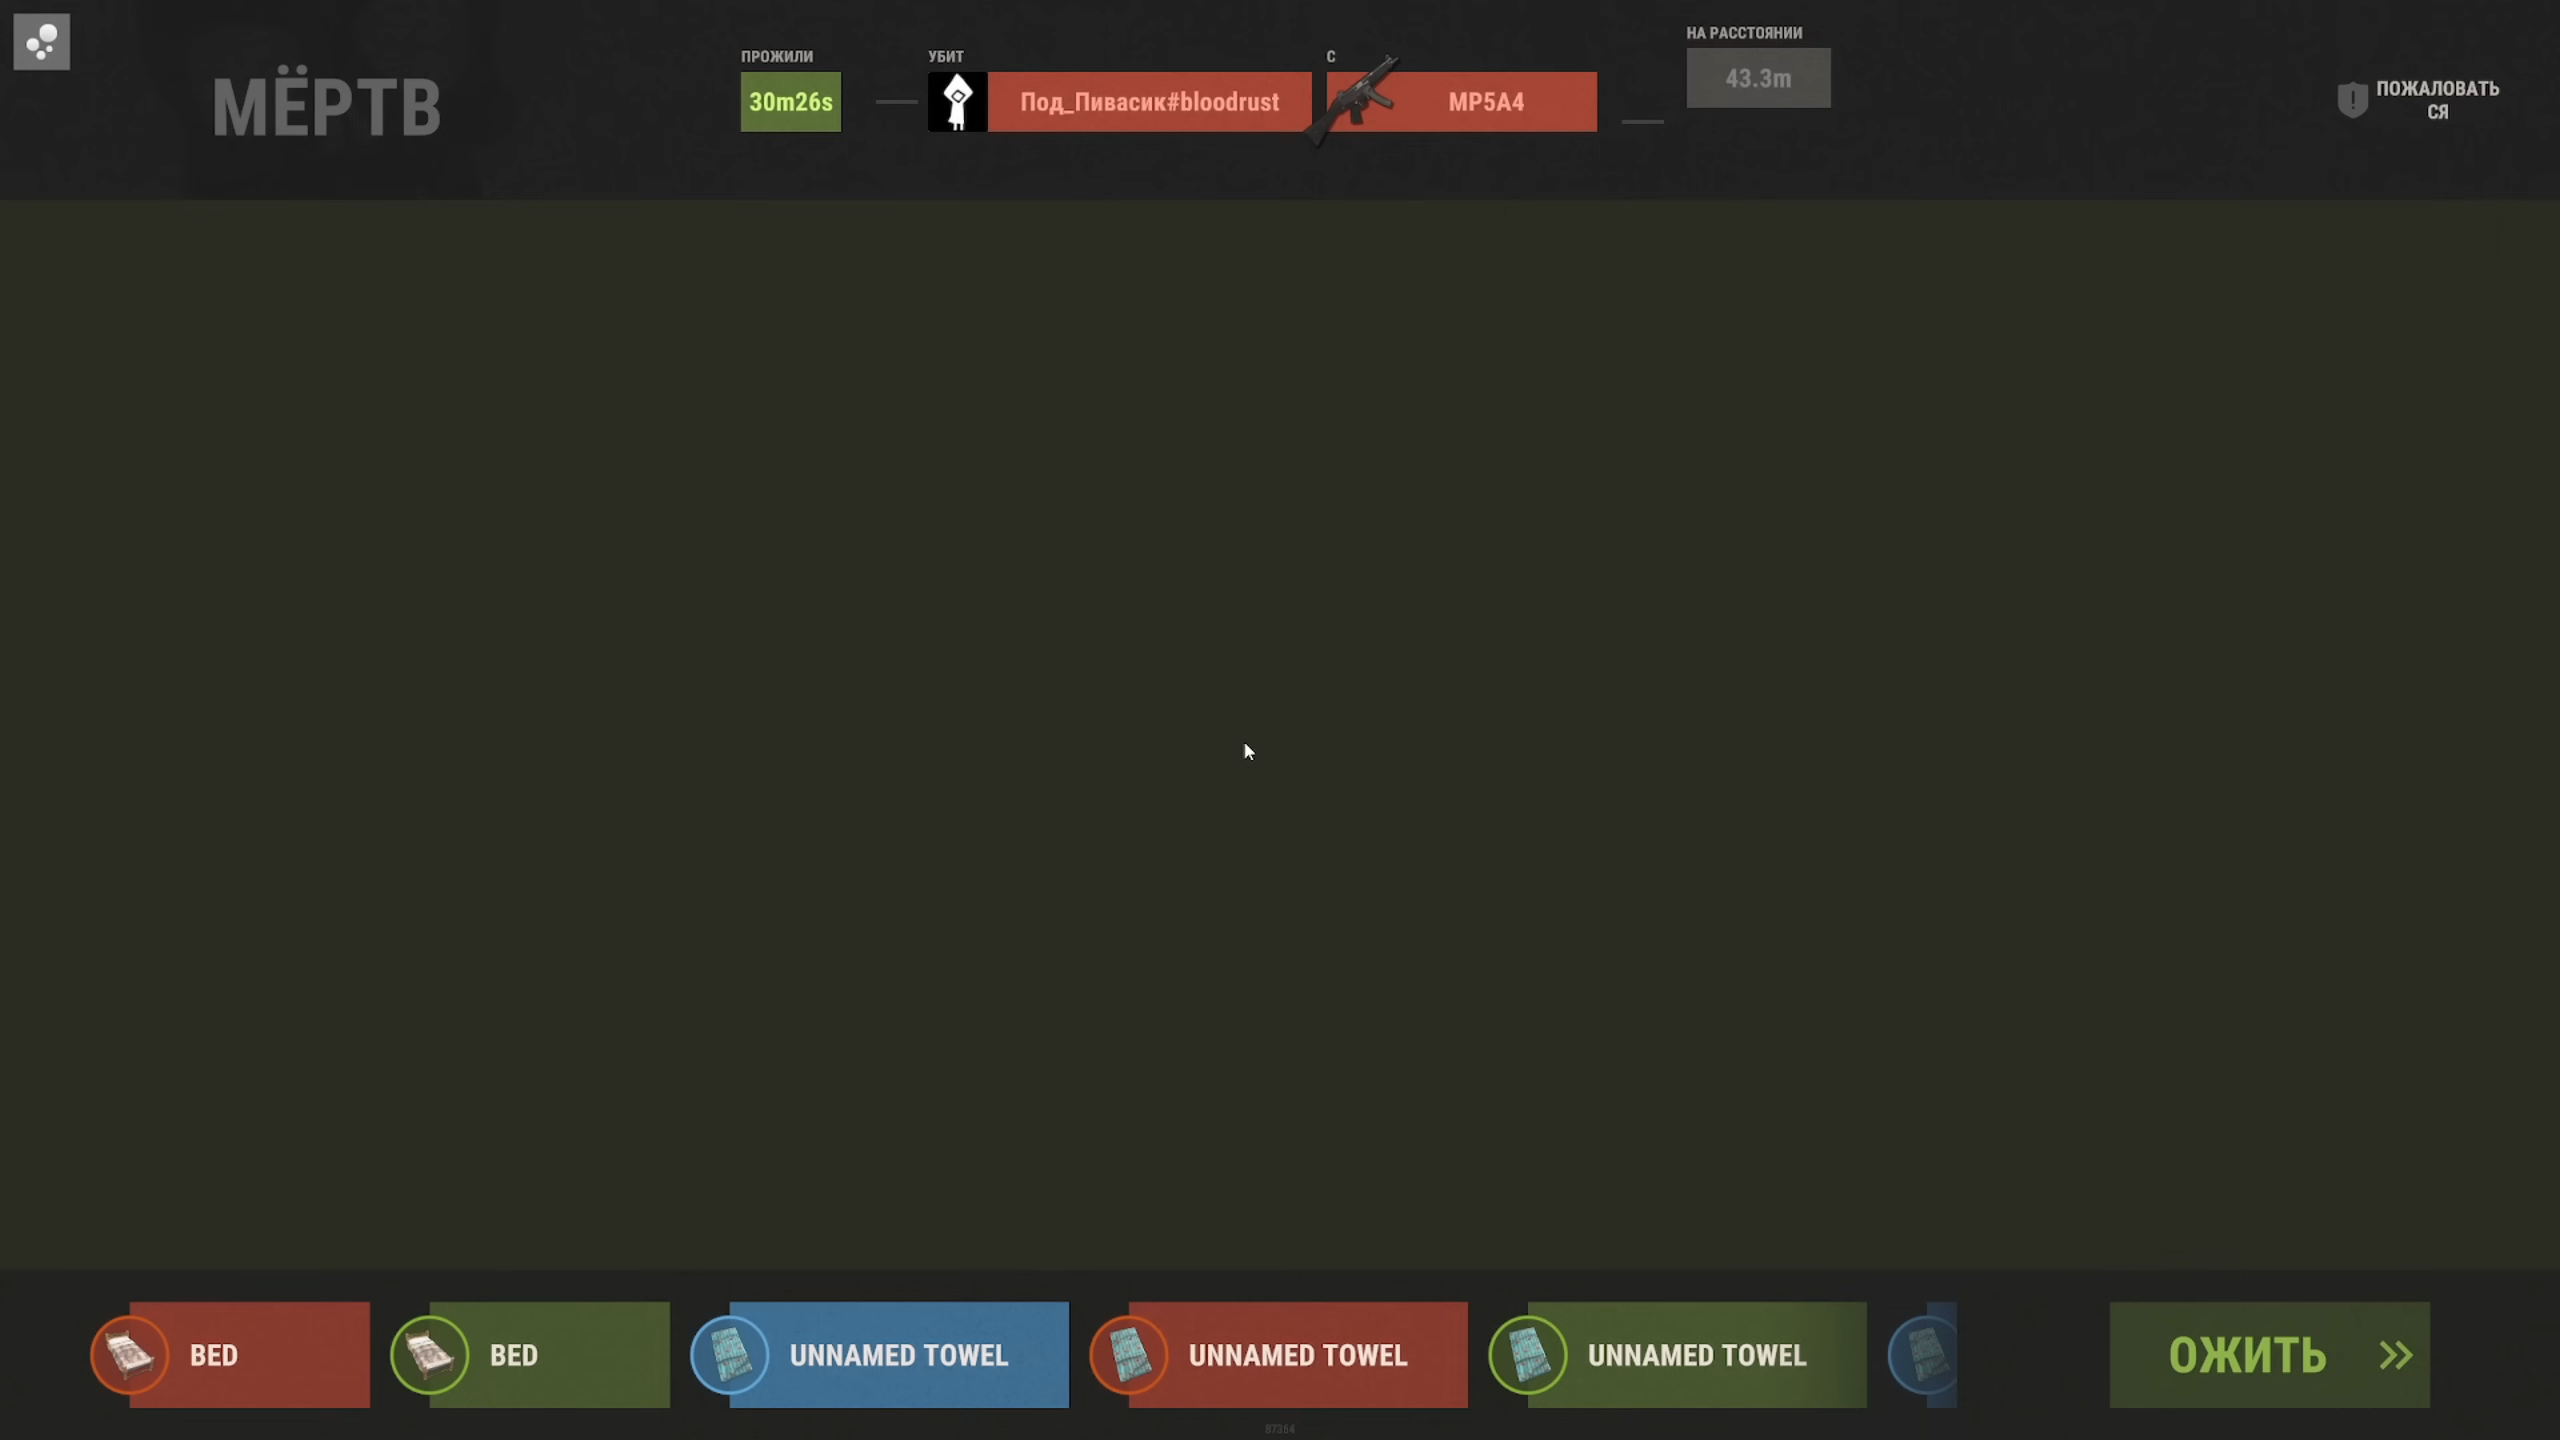 МЁРТВ
ПРОЖИЛИ
30m26s
УБИТ
Под_Пивасик#bloodrust
С
MP5A4
НА РАССТОЯНИИ
43.3m
ПОЖАЛОВАТЬ
СЯ
BED
BED
UNNAMED TOWEL
UNNAMED TOWEL
UNNAMED TOWEL
ОЖИТЬ
87364